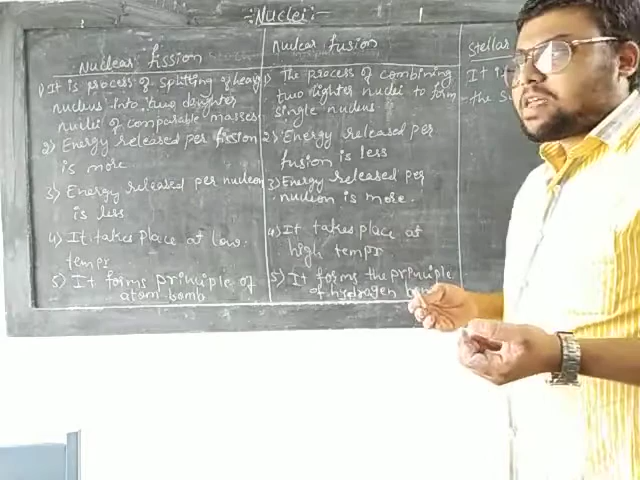 :Nuclei:-
Nuclear fission
1) It is process of splitting of heavy
nucleus into two daughter
nuclei of comparable masses
2) Energy released per fission
is more
3) Energy released per nucleon
is less
4) It takes place at low
tempr
5) It forms principle of
atom bomb
Nuclear fusion
1) The process of combining
two lighter nuclei to form
single nucleus.
2) Energy released per
fusion is less
3) Energy released per
nucleon is more.
4) It takes place at
high tempr
5) It forms the principle
of hydrogen
Stellar
It is
the s